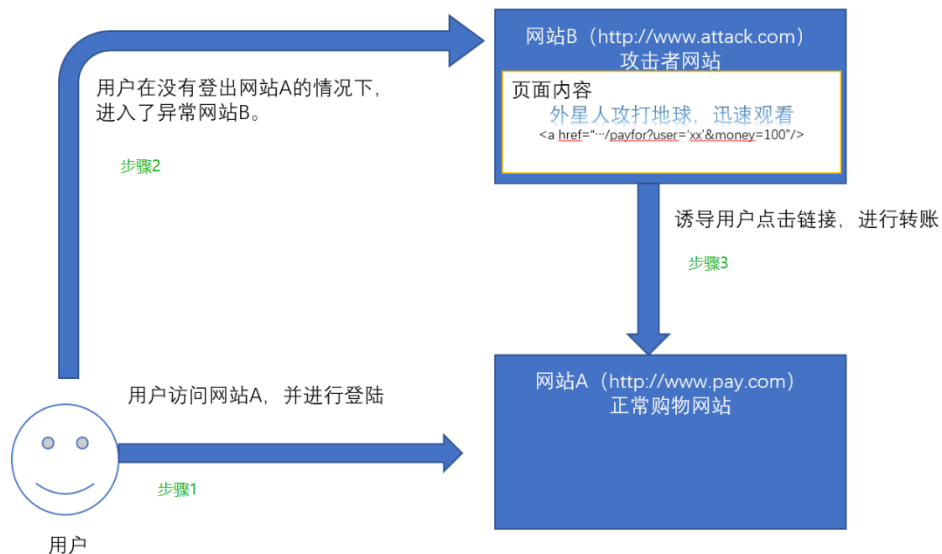 网站B（http://www.attack.com）
攻击者网站
页面内容
外星人攻打地球，迅速观看
<a href=“…/payfor?user=‘xx’&money=100”/>
用户在没有登出网站A的情况下，
进入了异常网站B。
步骤2
诱导用户点击链接，进行转账
步骤3
网站A（http://www.pay.com）
正常购物网站
用户访问网站A，并进行登陆
步骤1
用户